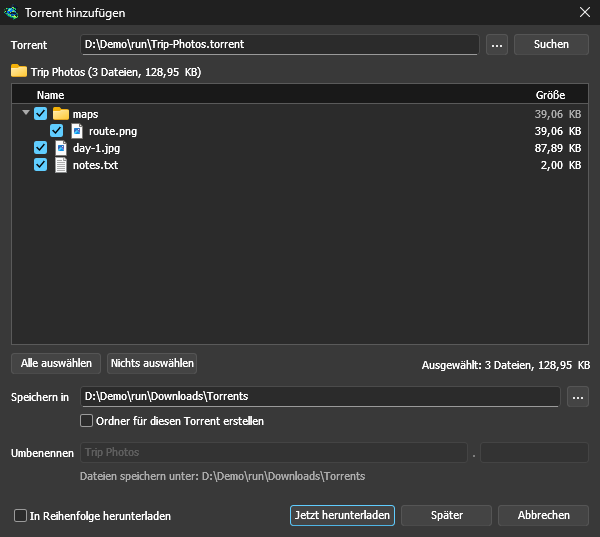 Torrent hinzufügen
Torrent D:\Demo\run\Trip-Photos.torrent ... Suchen
Trip Photos (3 Dateien, 128,95 KB)
Name Größe
maps 39,06 KB
route.png 39,06 KB
day-1.jpg 87,89 KB
notes.txt 2,00 KB
Alle auswählen Nichts auswählen Ausgewählt: 3 Dateien, 128,95 KB
Speichern in D:\Demo\run\Downloads\Torrents ...
Ordner für diesen Torrent erstellen
Umbenennen Trip Photos .
Dateien speichern unter: D:\Demo\run\Downloads\Torrents
In Reihenfolge herunterladen Jetzt herunterladen Später Abbrechen